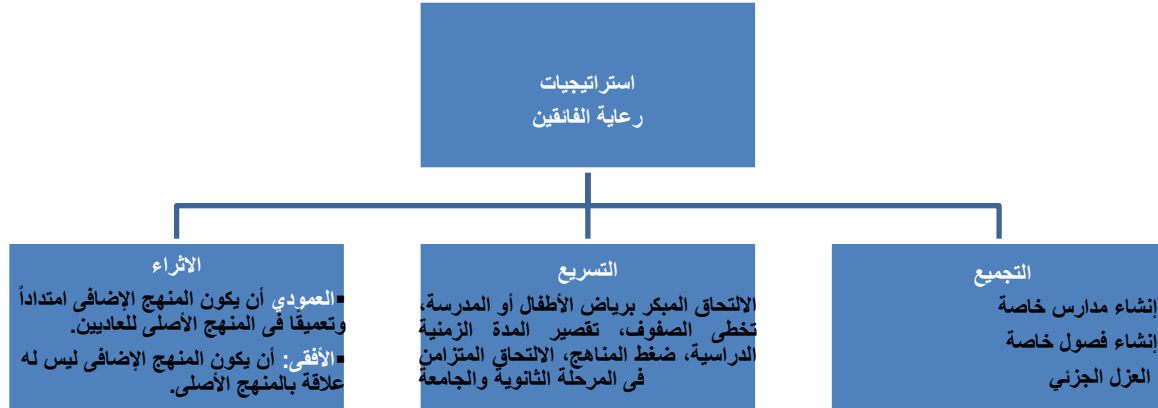 استراتيجيات
رعاية الفائقين
التجميع
إنشاء مدارس خاصة
إنشاء فصول خاصة
العزل الجزئي
التسريع
الالتحاق المبكر برياض الأطفال أو المدرسة،
تخطى الصفوف، تقصير المدة الزمنية
الدراسية، ضغط المناهج، الالتحاق المتزامن
فى المرحلة الثانوية والجامعة
الاثراء
▪العمودي أن يكون المنهج الإضافى امتداداً
وتعميقًا فى المنهج الأصلى للعاديين.
▪الأفقى: أن يكون المنهج الإضافى ليس له
علاقة بالمنهج الأصلى.